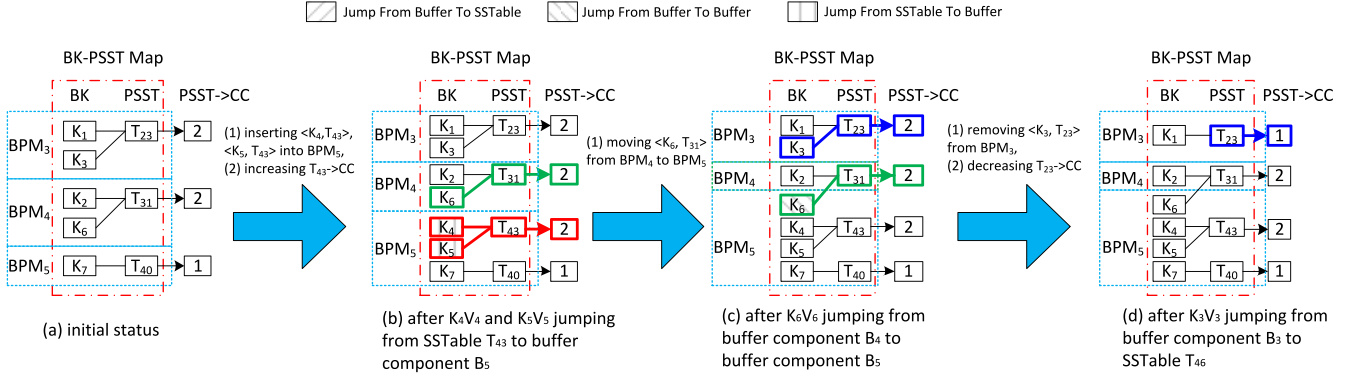 Jump From Buffer To SSTable
Jump From Buffer To Buffer
Jump From SSTable To Buffer
BK-PSST Map
BK PSST PSST->CC
BPM3
K1 T23 2
K3
BPM4
K2 T31 2
K6
BPM5
K7 T40 1
(a) initial status
(1) inserting <K4,T43>,
<K5, T43> into BPM5,
(2) increasing T43->CC
BK-PSST Map
BK PSST PSST->CC
BPM3
K1 T23 2
K3
BPM4
K2 T31 2
K6
BPM5
K4 T43 2
K5
K7 T40 1
(b) after K4V4 and K5V5 jumping
from SSTable T43 to buffer
component B5
(1) moving <K6, T31>
from BPM4 to BPM5
BK-PSST Map
BK PSST PSST->CC
BPM3
K1 T23 2
K3
BPM4
K2 T31 2
K6
BPM5
K4 T43 2
K5
K7 T40 1
(c) after K6V6 jumping from
buffer component B4 to
buffer component B5
(1) removing <K3, T23>
from BPM3,
(2) decreasing T23->CC
BK-PSST Map
BK PSST PSST->CC
BPM3
K1 T23 1
BPM4
K2 T31 2
K6
BPM5
K4 T43 2
K5
K7 T40 1
(d) after K3V3 jumping from
buffer component B3 to
SSTable T46